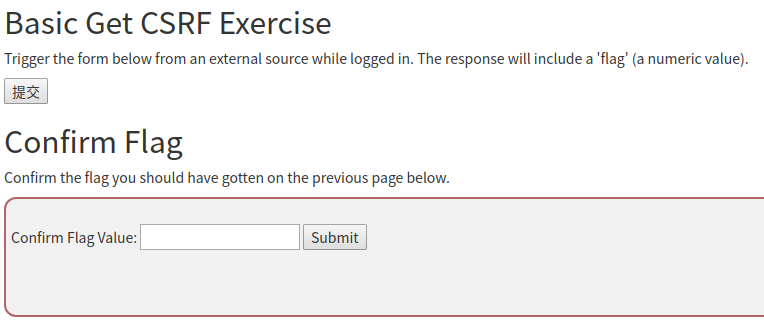 Basic Get CSRF Exercise
Trigger the form below from an external source while logged in. The response will include a 'flag' (a numeric value).
提交
Confirm Flag
Confirm the flag you should have gotten on the previous page below.
Confirm Flag Value: Submit